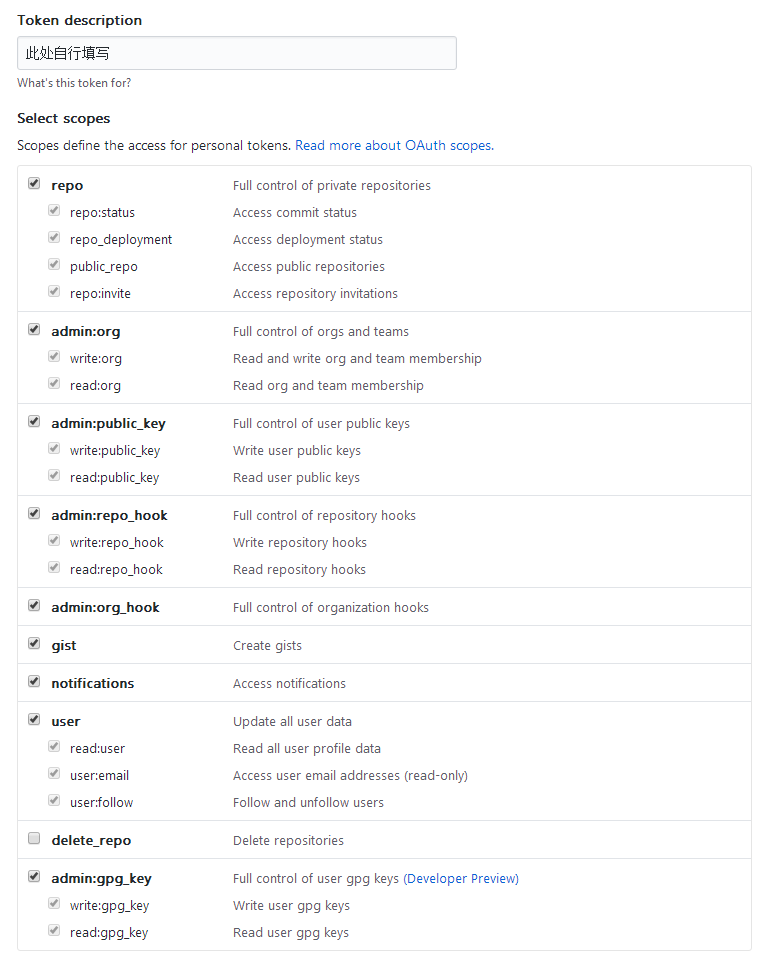 Token description
此处自行填写
What's this token for?
Select scopes
Scopes define the access for personal tokens. Read more about OAuth scopes.
repo Full control of private repositories
repo:status Access commit status
repo_deployment Access deployment status
public_repo Access public repositories
repo:invite Access repository invitations
admin:org Full control of orgs and teams
write:org Read and write org and team membership
read:org Read org and team membership
admin:public_key Full control of user public keys
write:public_key Write user public keys
read:public_key Read user public keys
admin:repo_hook Full control of repository hooks
write:repo_hook Write repository hooks
read:repo_hook Read repository hooks
admin:org_hook Full control of organization hooks
gist Create gists
notifications Access notifications
user Update all user data
read:user Read all user profile data
user:email Access user email addresses (read-only)
user:follow Follow and unfollow users
delete_repo Delete repositories
admin:gpg_key Full control of user gpg keys (Developer Preview)
write:gpg_key Write user gpg keys
read:gpg_key Read user gpg keys